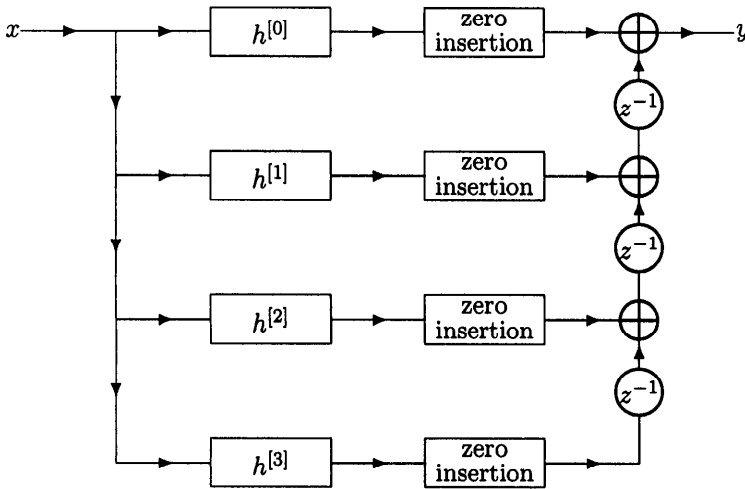 x h^[0] zero insertion y
z^{-1}
h^[1] zero insertion
z^{-1}
h^[2] zero insertion
z^{-1}
h^[3] zero insertion